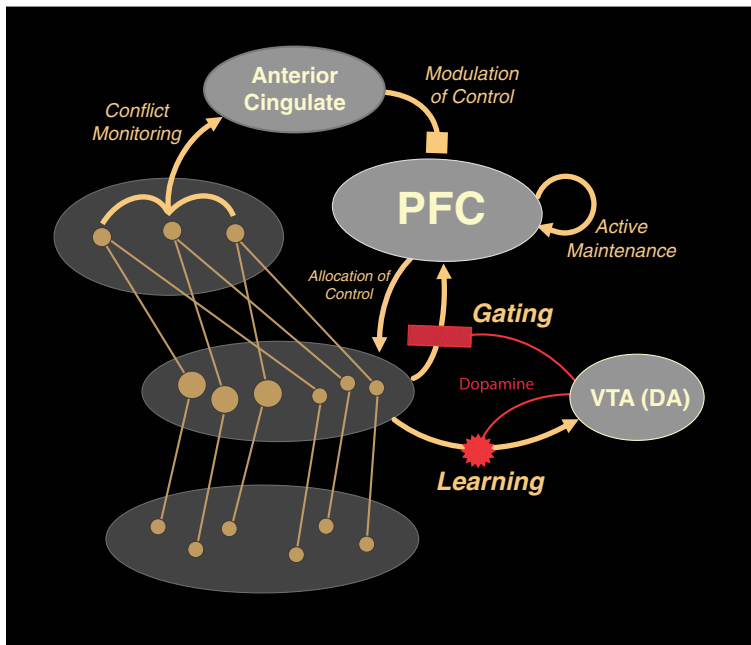 Anterior
Cingulate
Modulation
of Control
Conflict
Monitoring
PFC
Active
Maintenance
Allocation of
Control
Gating
Dopamine
VTA (DA)
Learning